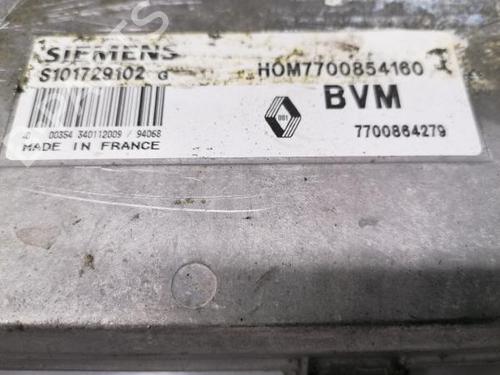 SIEMENS
S101729102 G
HOM7700854160
BVM
7700864279
00354 340112009 / 94068
MADE IN FRANCE